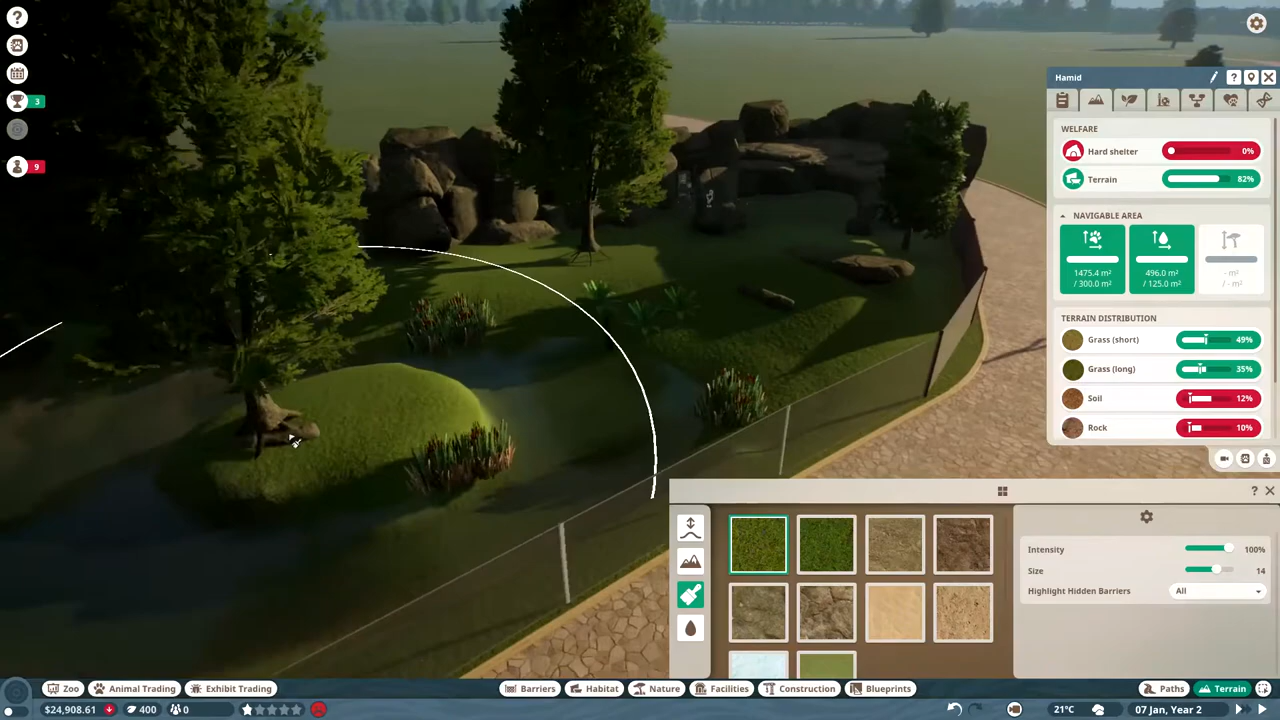 ?
3
9
Hamid
?
WELFARE
Hard shelter 0%
Terrain 82%
NAVIGABLE AREA
1475.4 m² / 300.0 m²
496.0 m² / 125.0 m²
- m² / - m²
TERRAIN DISTRIBUTION
Grass (short) 49%
Grass (long) 35%
Soil 12%
Rock 10%
?
Intensity 100%
Size 14
Highlight Hidden Barriers All
Zoo Animal Trading Exhibit Trading Barriers Habitat Nature Facilities Construction Blueprints Paths Terrain
$24,908.61 400 0 21°C 07 Jan, Year 2